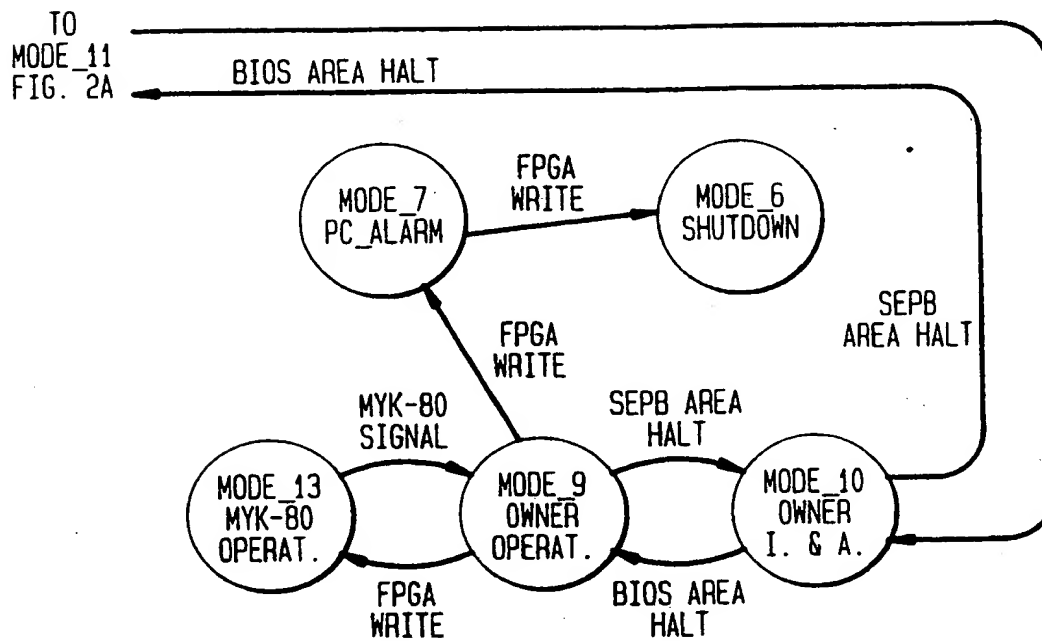 TO
MODE_11
FIG. 2A
BIOS AREA HALT
MODE_7
PC_ALARM
FPGA
WRITE
MODE_6
SHUTDOWN
SEPB
AREA HALT
FPGA
WRITE
MYK-80
SIGNAL
SEPB AREA
HALT
MODE_13
MYK-80
OPERAT.
MODE_9
OWNER
OPERAT.
MODE_10
OWNER
I. & A.
FPGA
WRITE
BIOS AREA
HALT